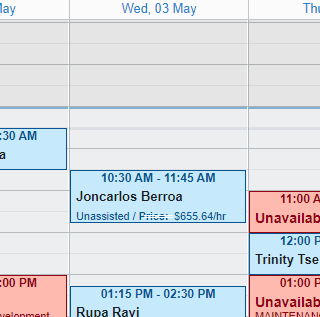 May
Wed, 03 May
Thu
:30 AM
a
10:30 AM - 11:45 AM
Joncarlos Berroa
Unassisted / Price: $655.64/hr
11:00 A
Unavailab
12:00 P
Trinity Tse
:00 PM
velopment
01:15 PM - 02:30 PM
Rupa Ravi
01:00 P
Unavailab
MAINTENAN